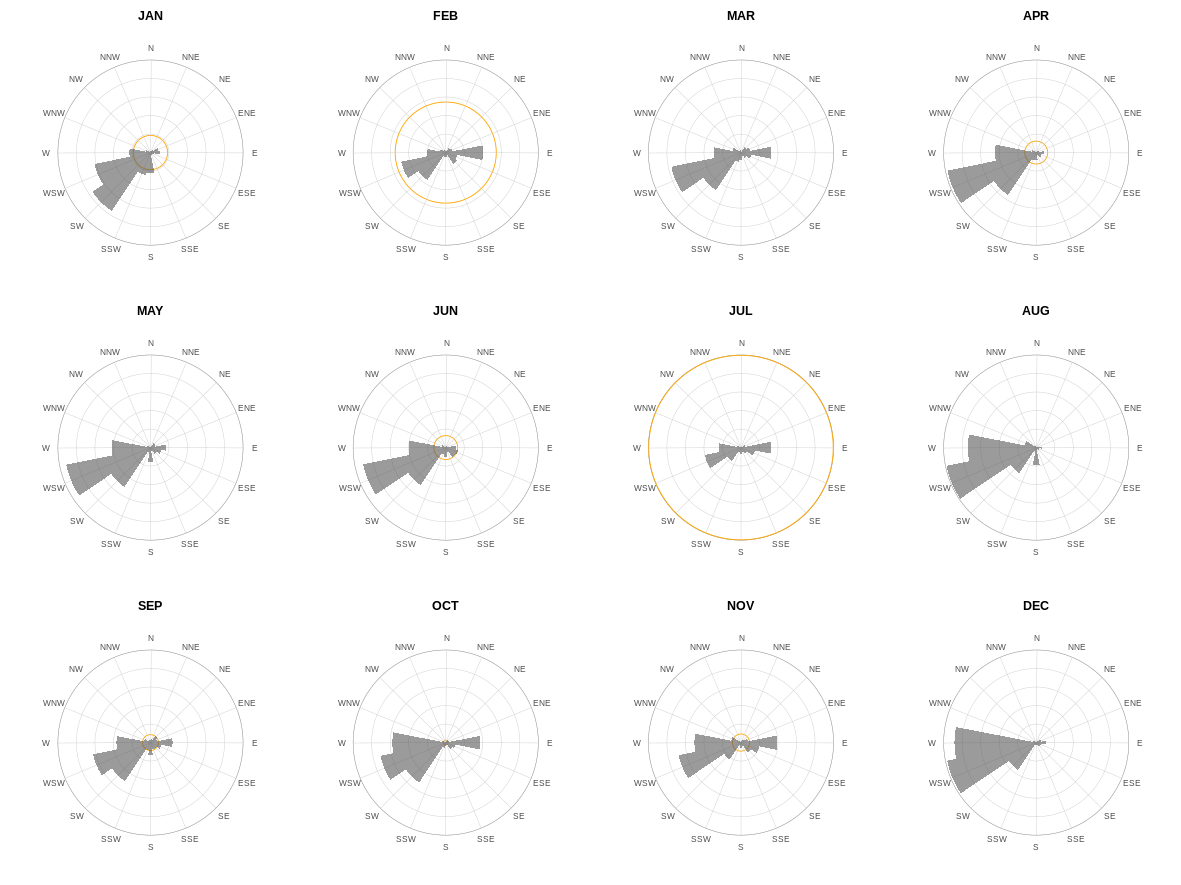 JAN FEB MAR APR
N N N N
NNW NNE NNW NNE NNW NNE NNW NNE
NW NE NW NE NW NE NW NE
WNW ENE WNW ENE WNW ENE WNW ENE
W E W E W E W E
WSW ESE WSW ESE WSW ESE WSW ESE
SW SE SW SE SW SE SW SE
SSW SSE SSW SSE SSW SSE SSW SSE
S S S S
MAY JUN JUL AUG
N N N N
NNW NNE NNW NNE NNW NNE NNW NNE
NW NE NW NE NW NE NW NE
WNW ENE WNW ENE WNW ENE WNW ENE
W E W E W E W E
WSW ESE WSW ESE WSW ESE WSW ESE
SW SE SW SE SW SE SW SE
SSW SSE SSW SSE SSW SSE SSW SSE
S S S S
SEP OCT NOV DEC
N N N N
NNW NNE NNW NNE NNW NNE NNW NNE
NW NE NW NE NW NE NW NE
WNW ENE WNW ENE WNW ENE WNW ENE
W E W E W E W E
WSW ESE WSW ESE WSW ESE WSW ESE
SW SE SW SE SW SE SW SE
SSW SSE SSW SSE SSW SSE SSW SSE
S S S S